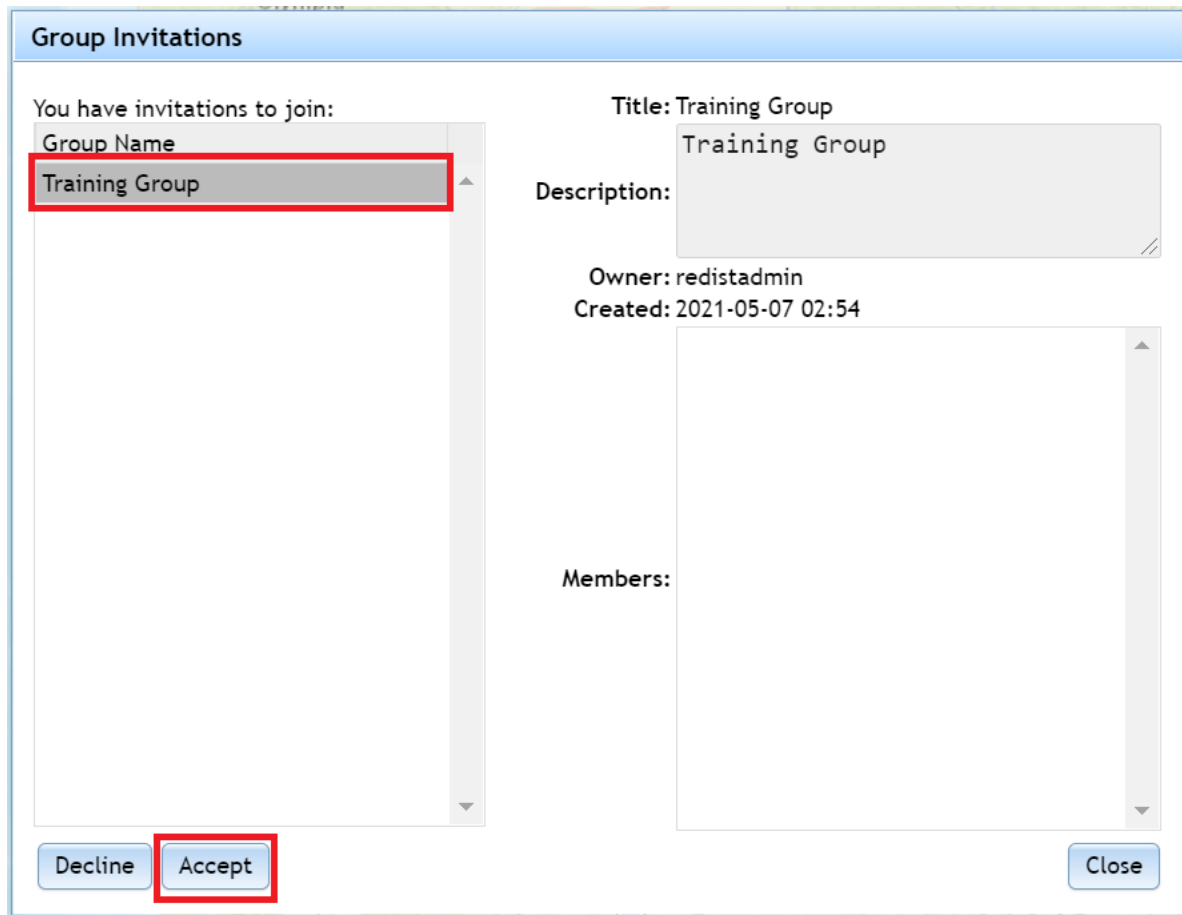 Group Invitations
You have invitations to join:
Group Name
Training Group
Title: Training Group
Description: Training Group
Owner: redistadmin
Created: 2021-05-07 02:54
Members:
Decline Accept Close